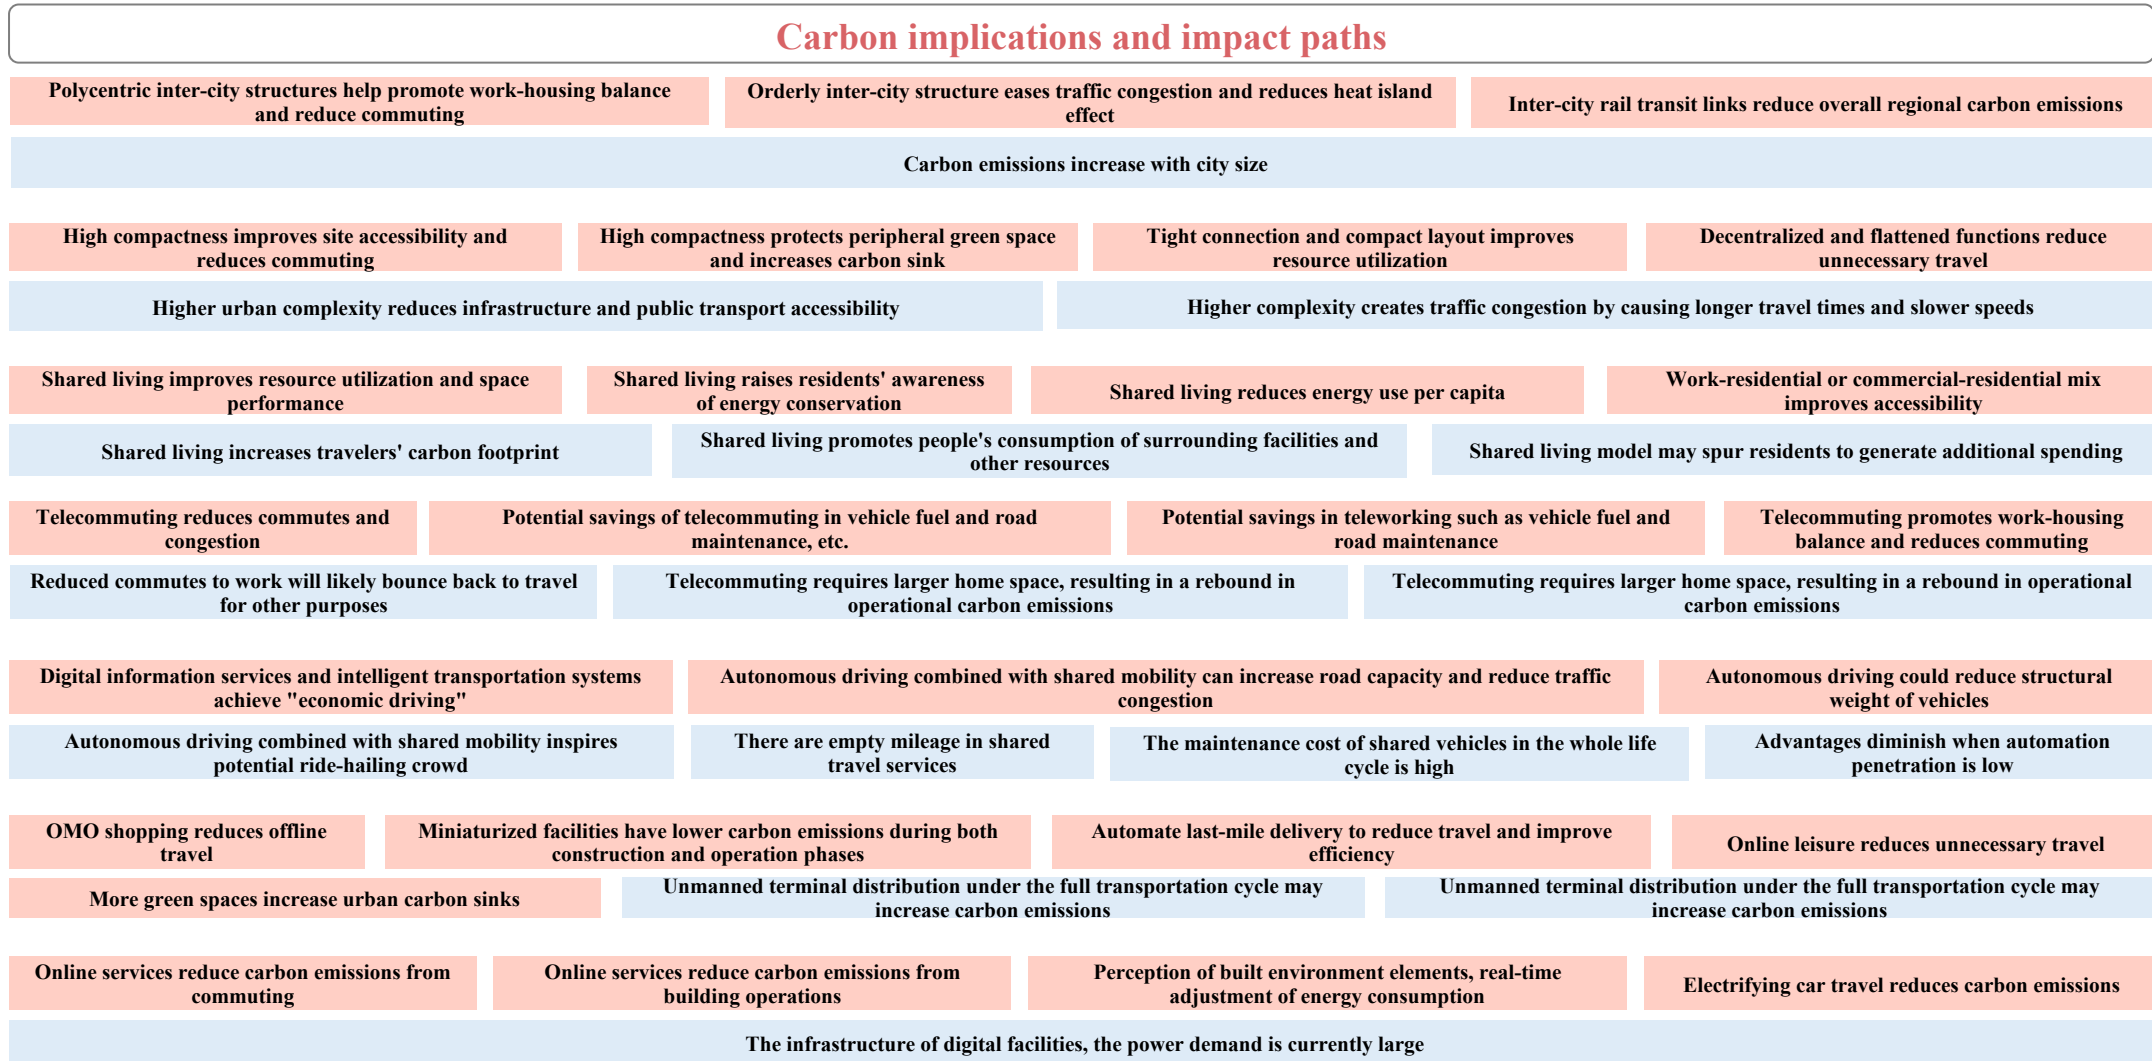 Carbon implications and impact paths
Polycentric inter-city structures help promote work-housing balance
and reduce commuting
Orderly inter-city structure eases traffic congestion and reduces heat island
effect
Inter-city rail transit links reduce overall regional carbon emissions
Carbon emissions increase with city size
High compactness improves site accessibility and
reduces commuting
High compactness protects peripheral green space
and increases carbon sink
Tight connection and compact layout improves
resource utilization
Decentralized and flattened functions reduce
unnecessary travel
Higher urban complexity reduces infrastructure and public transport accessibility
Higher complexity creates traffic congestion by causing longer travel times and slower speeds
Shared living improves resource utilization and space
performance
Shared living raises residents' awareness
of energy conservation
Shared living reduces energy use per capita
Work-residential or commercial-residential mix
improves accessibility
Shared living increases travelers' carbon footprint
Shared living promotes people's consumption of surrounding facilities and
other resources
Shared living model may spur residents to generate additional spending
Telecommuting reduces commutes and
congestion
Potential savings of telecommuting in vehicle fuel and road
maintenance, etc.
Potential savings in teleworking such as vehicle fuel and
road maintenance
Telecommuting promotes work-housing
balance and reduces commuting
Reduced commutes to work will likely bounce back to travel
for other purposes
Telecommuting requires larger home space, resulting in a rebound in
operational carbon emissions
Telecommuting requires larger home space, resulting in a rebound in operational
carbon emissions
Digital information services and intelligent transportation systems
achieve "economic driving"
Autonomous driving combined with shared mobility can increase road capacity and reduce traffic
congestion
Autonomous driving could reduce structural
weight of vehicles
Autonomous driving combined with shared mobility inspires
potential ride-hailing crowd
There are empty mileage in shared
travel services
The maintenance cost of shared vehicles in the whole life
cycle is high
Advantages diminish when automation
penetration is low
OMO shopping reduces offline
travel
Miniaturized facilities have lower carbon emissions during both
construction and operation phases
Automate last-mile delivery to reduce travel and improve
efficiency
Online leisure reduces unnecessary travel
More green spaces increase urban carbon sinks
Unmanned terminal distribution under the full transportation cycle may
increase carbon emissions
Unmanned terminal distribution under the full transportation cycle may
increase carbon emissions
Online services reduce carbon emissions from
commuting
Online services reduce carbon emissions from
building operations
Perception of built environment elements, real-time
adjustment of energy consumption
Electrifying car travel reduces carbon emissions
The infrastructure of digital facilities, the power demand is currently large